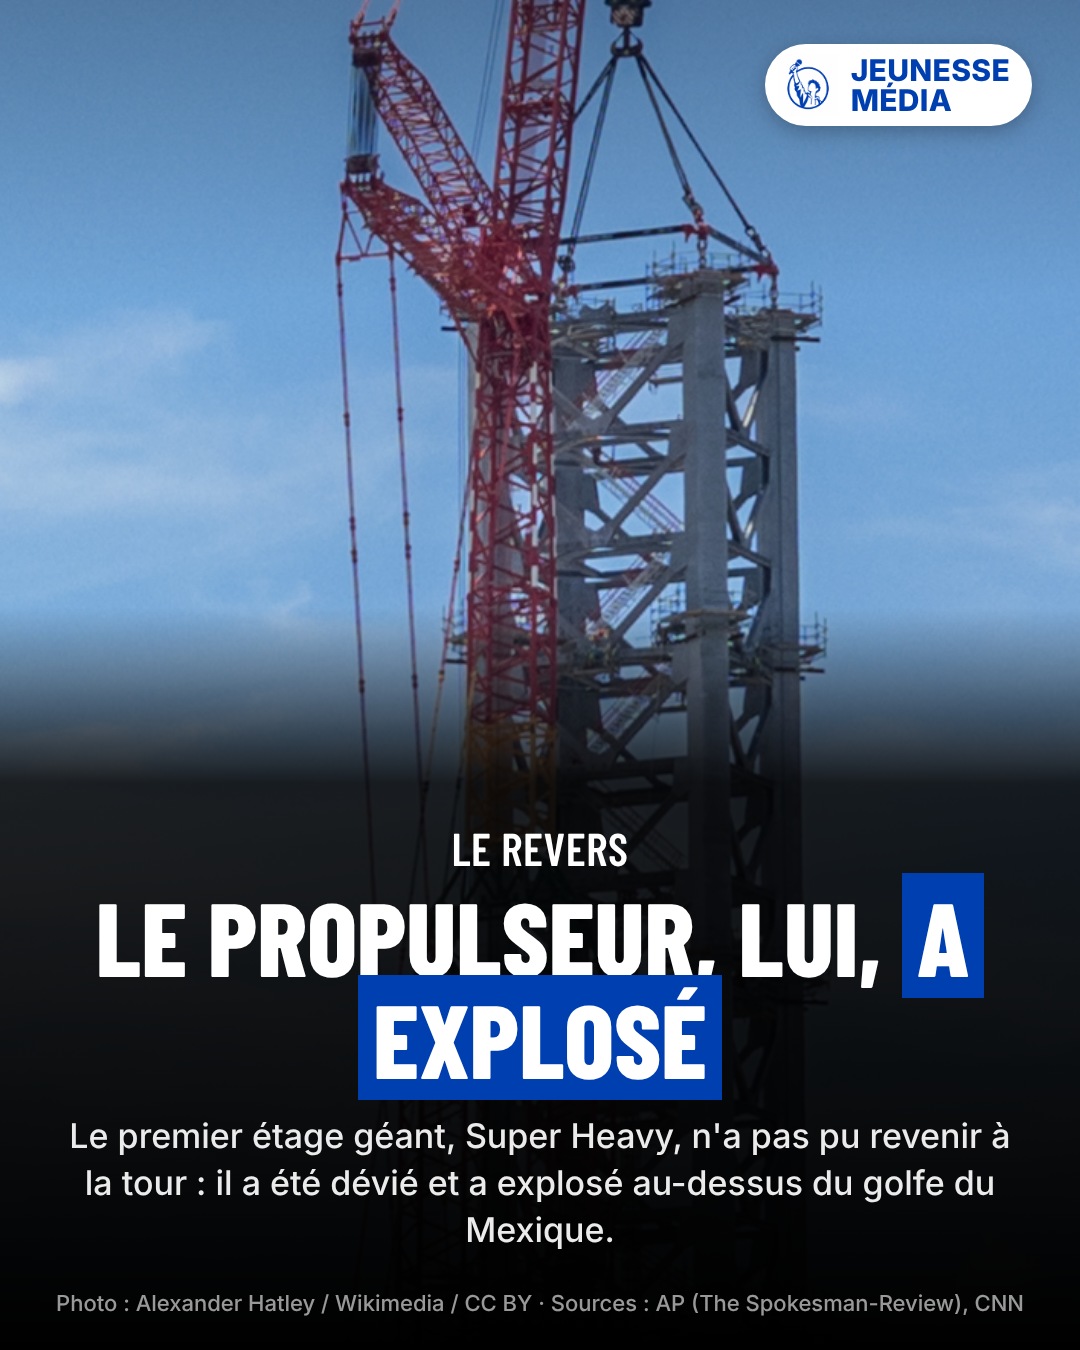 JEUNESSE
MÉDIA
LE REVERS
LE PROPULSEUR, LUI, A
EXPLOSÉ
Le premier étage géant, Super Heavy, n'a pas pu revenir à
la tour : il a été dévié et a explosé au-dessus du golfe du
Mexique.
Photo : Alexander Hatley / Wikimedia / CC BY · Sources : AP (The Spokesman-Review), CNN